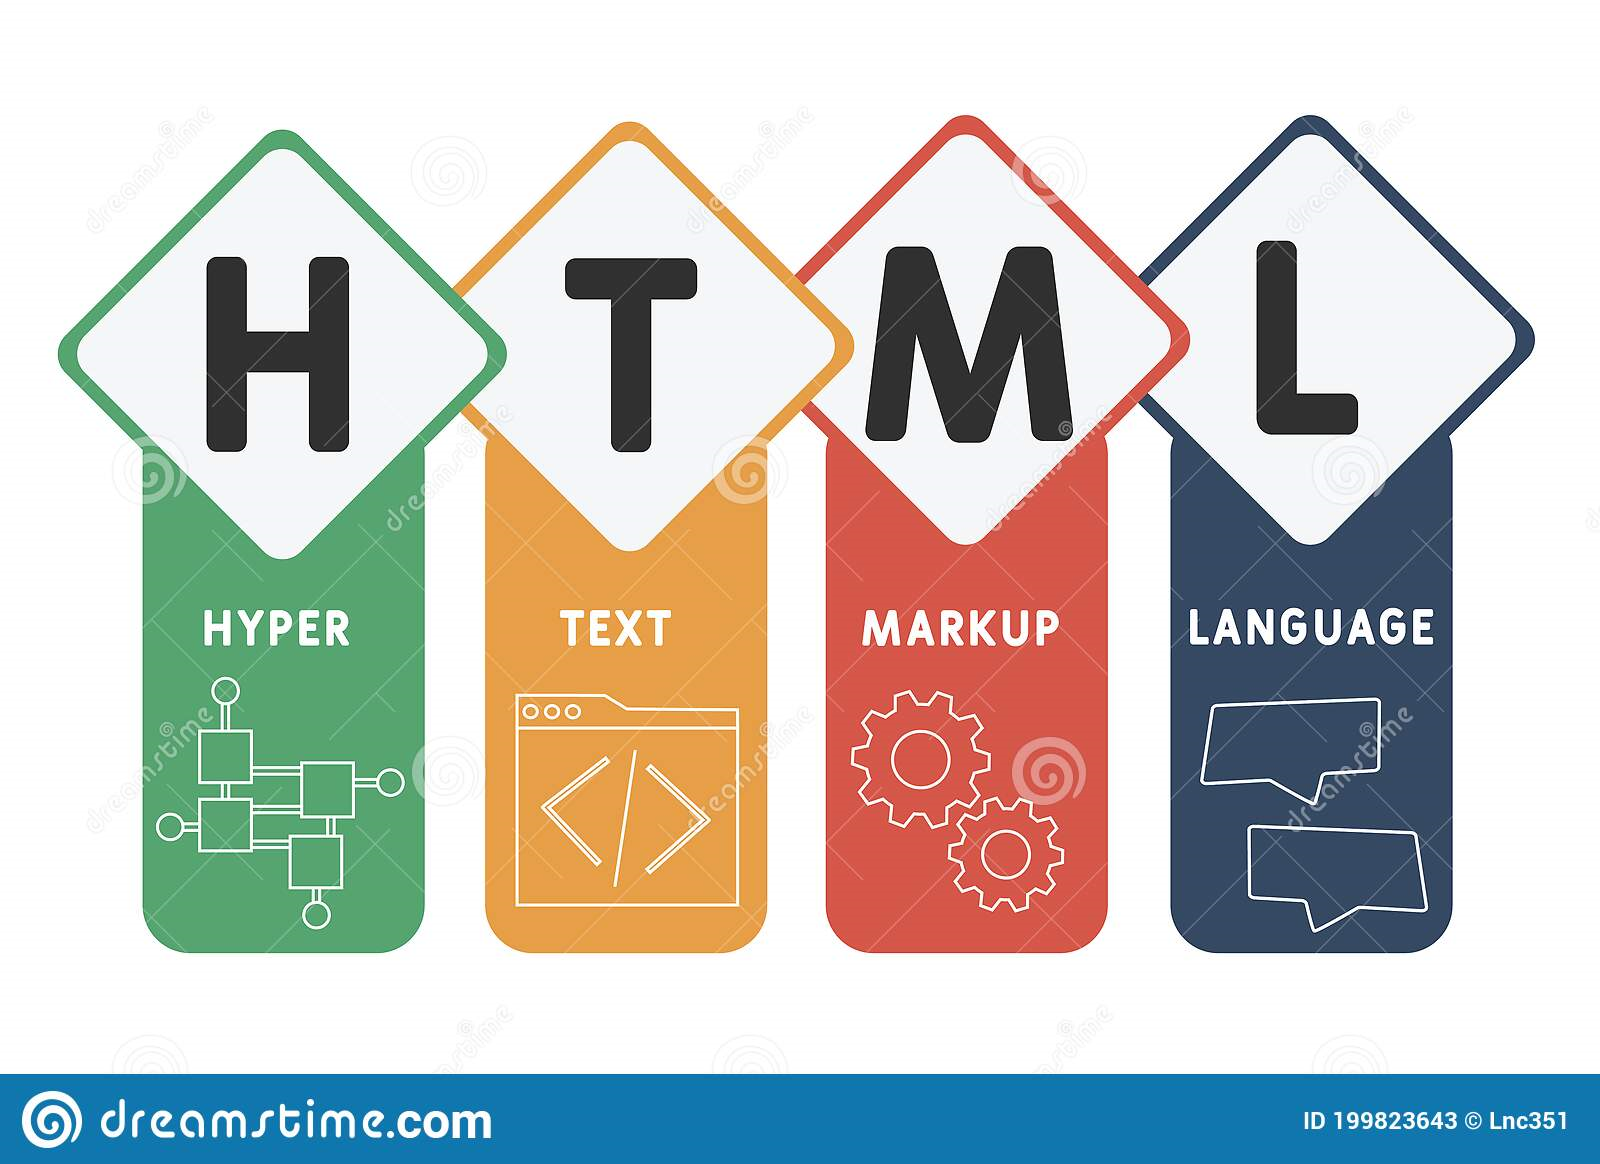 H T M L
HYPER TEXT MARKUP LANGUAGE
dreamstime.com
ID 199823643 © Lnc351